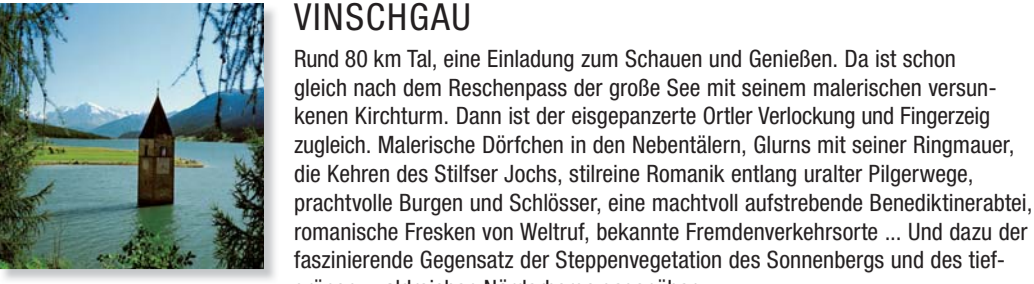 VINSCHGAU
Rund 80 km Tal, eine Einladung zum Schauen und Genießen. Da ist schon
gleich nach dem Reschenpass der große See mit seinem malerischen versun-
kenen Kirchturm. Dann ist der eisgepanzerte Ortler Verlockung und Fingerzeig
zugleich. Malerische Dörfchen in den Nebentälern, Glurns mit seiner Ringmauer,
die Kehren des Stilfser Jochs, stilreine Romanik entlang uralter Pilgerwege,
prachtvolle Burgen und Schlösser, eine machtvoll aufstrebende Benediktinerabtei,
romanische Fresken von Weltruf, bekannte Fremdenverkehrsorte ... Und dazu der
faszinierende Gegensatz der Steppenvegetation des Sonnenbergs und des tief-